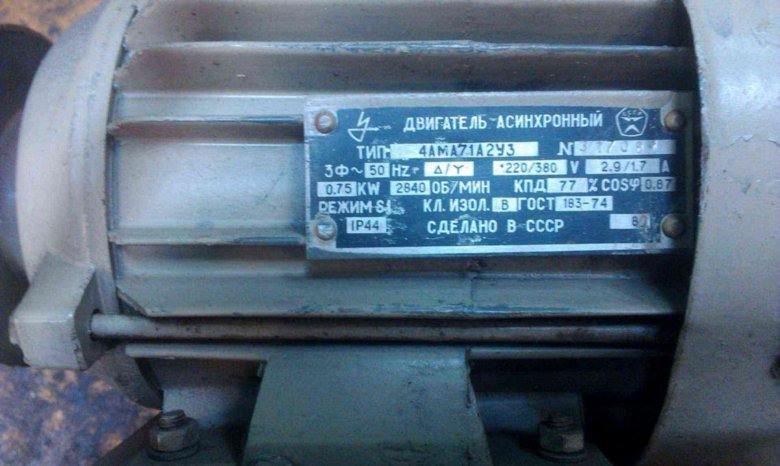 ДВИГАТЕЛЬ АСИНХРОННЫЙ
ТИП 4АМА71А2У3 N
3Ф~50 Hz Δ/Y 220/380 V 2.9/1.7 A
0.75 KW 2840 ОБ/МИН КПД 77 % COSφ 0.87
РЕЖИМ S1 КЛ. ИЗОЛ. В ГОСТ 183-74
IP44 СДЕЛАНО В СССР